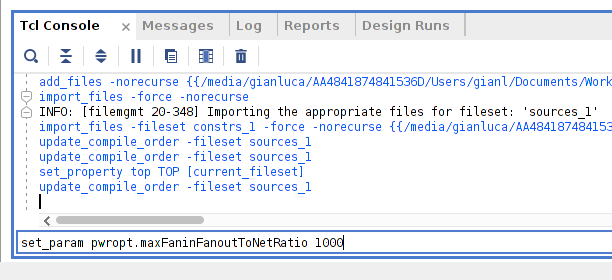 Tcl Console × Messages Log Reports Design Runs
add_files -norecurse {{/media/gianluca/AA4841874841536D/Users/gianl/Documents/Work
import_files -force -norecurse
INFO: [filemgmt 20-348] Importing the appropriate files for fileset: 'sources_1'
import_files -fileset constrs_1 -force -norecurse {{/media/gianluca/AA484187484153
update_compile_order -fileset sources_1
update_compile_order -fileset sources_1
set_property top TOP [current_fileset]
update_compile_order -fileset sources_1
set_param pwropt.maxFaninFanoutToNetRatio 1000